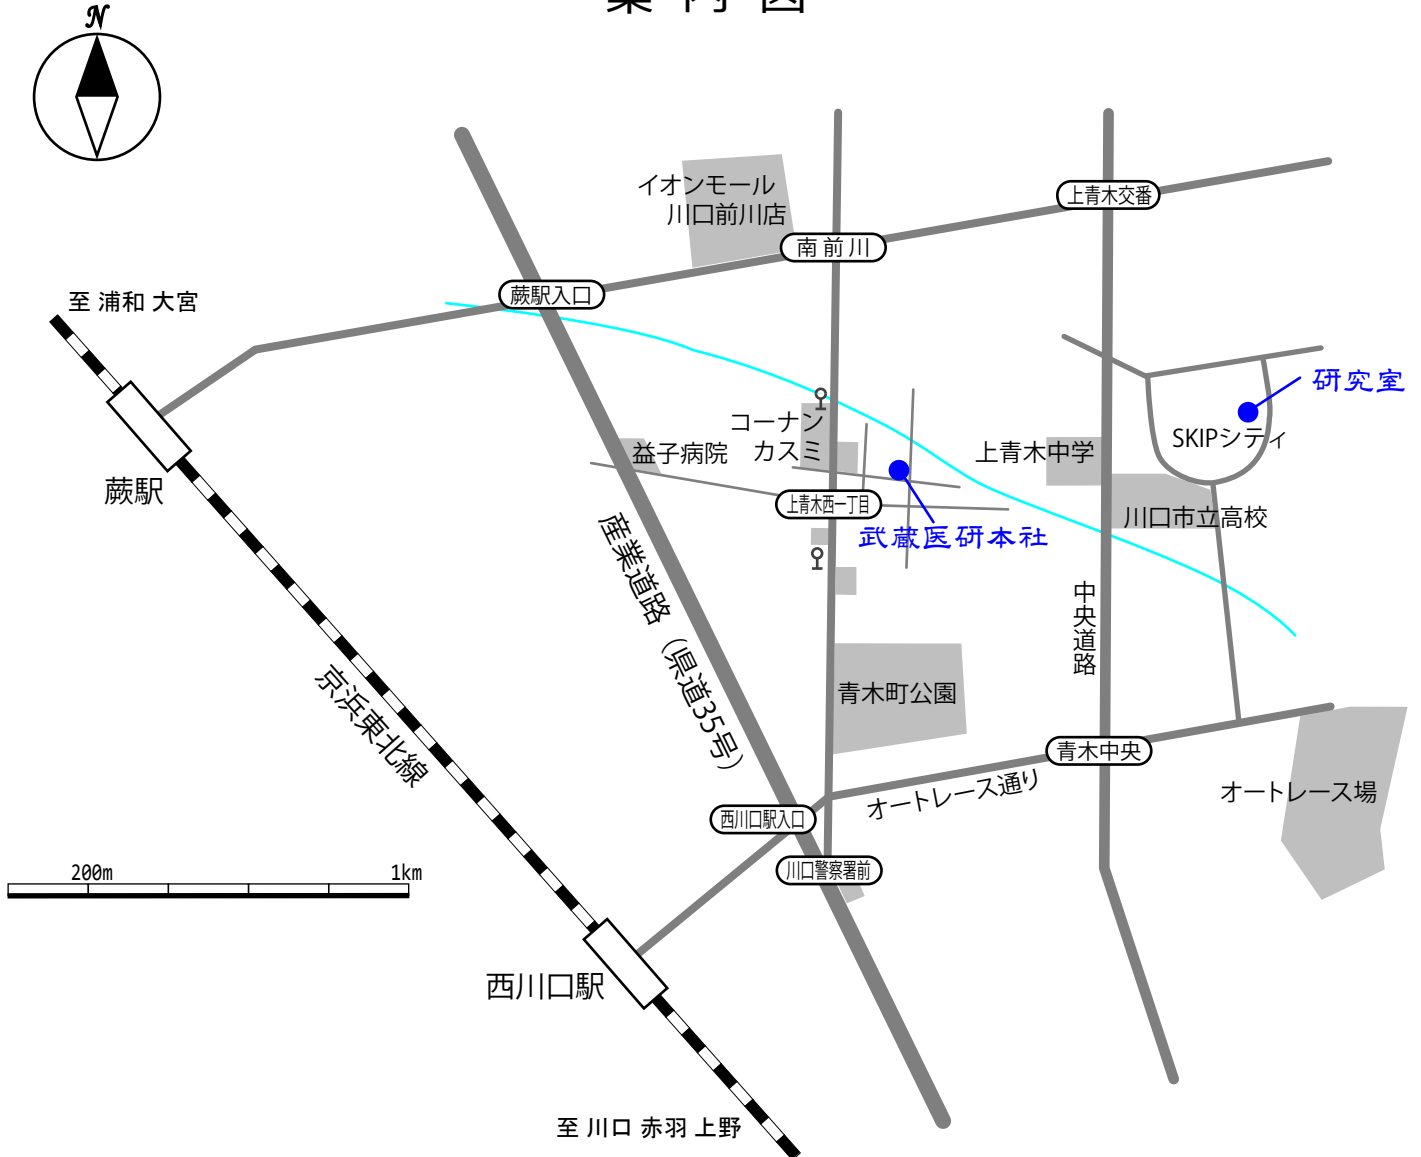 案内図
N
上青木交番
イオンモール
川口前川店
南前川
蕨駅入口
至 浦和 大宮
研究室
SKIPシティ
コーナン
カスミ
上青木中学
益子病院
蕨駅
上青木西一丁目
川口市立高校
武蔵医研本社
産業道路（県道35号）
中央道路
京浜東北線
青木町公園
青木中央
オートレース通り
オートレース場
西川口駅入口
川口警察署前
200m
1km
西川口駅
至 川口 赤羽 上野